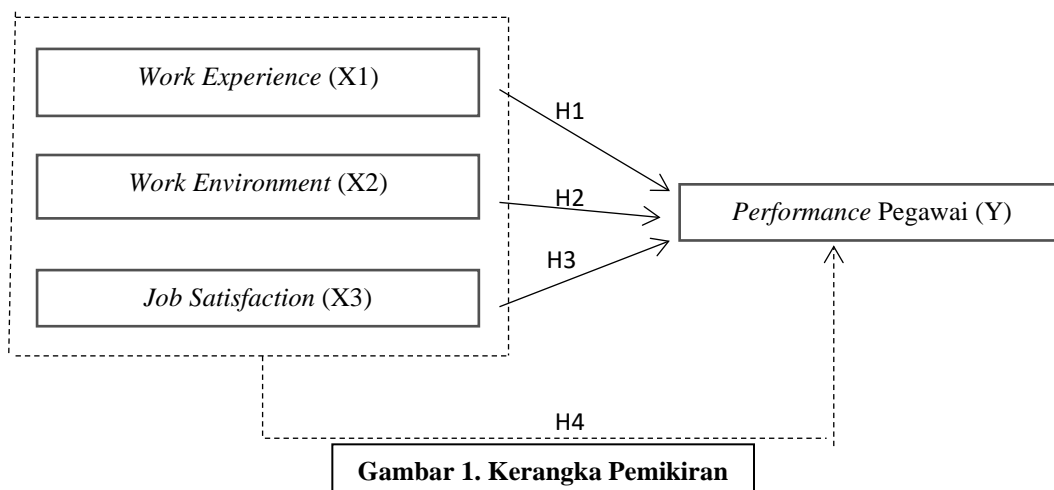 Work Experience (X1)
H1
Work Environment (X2)
H2
Performance Pegawai (Y)
H3
Job Satisfaction (X3)
H4
Gambar 1. Kerangka Pemikiran